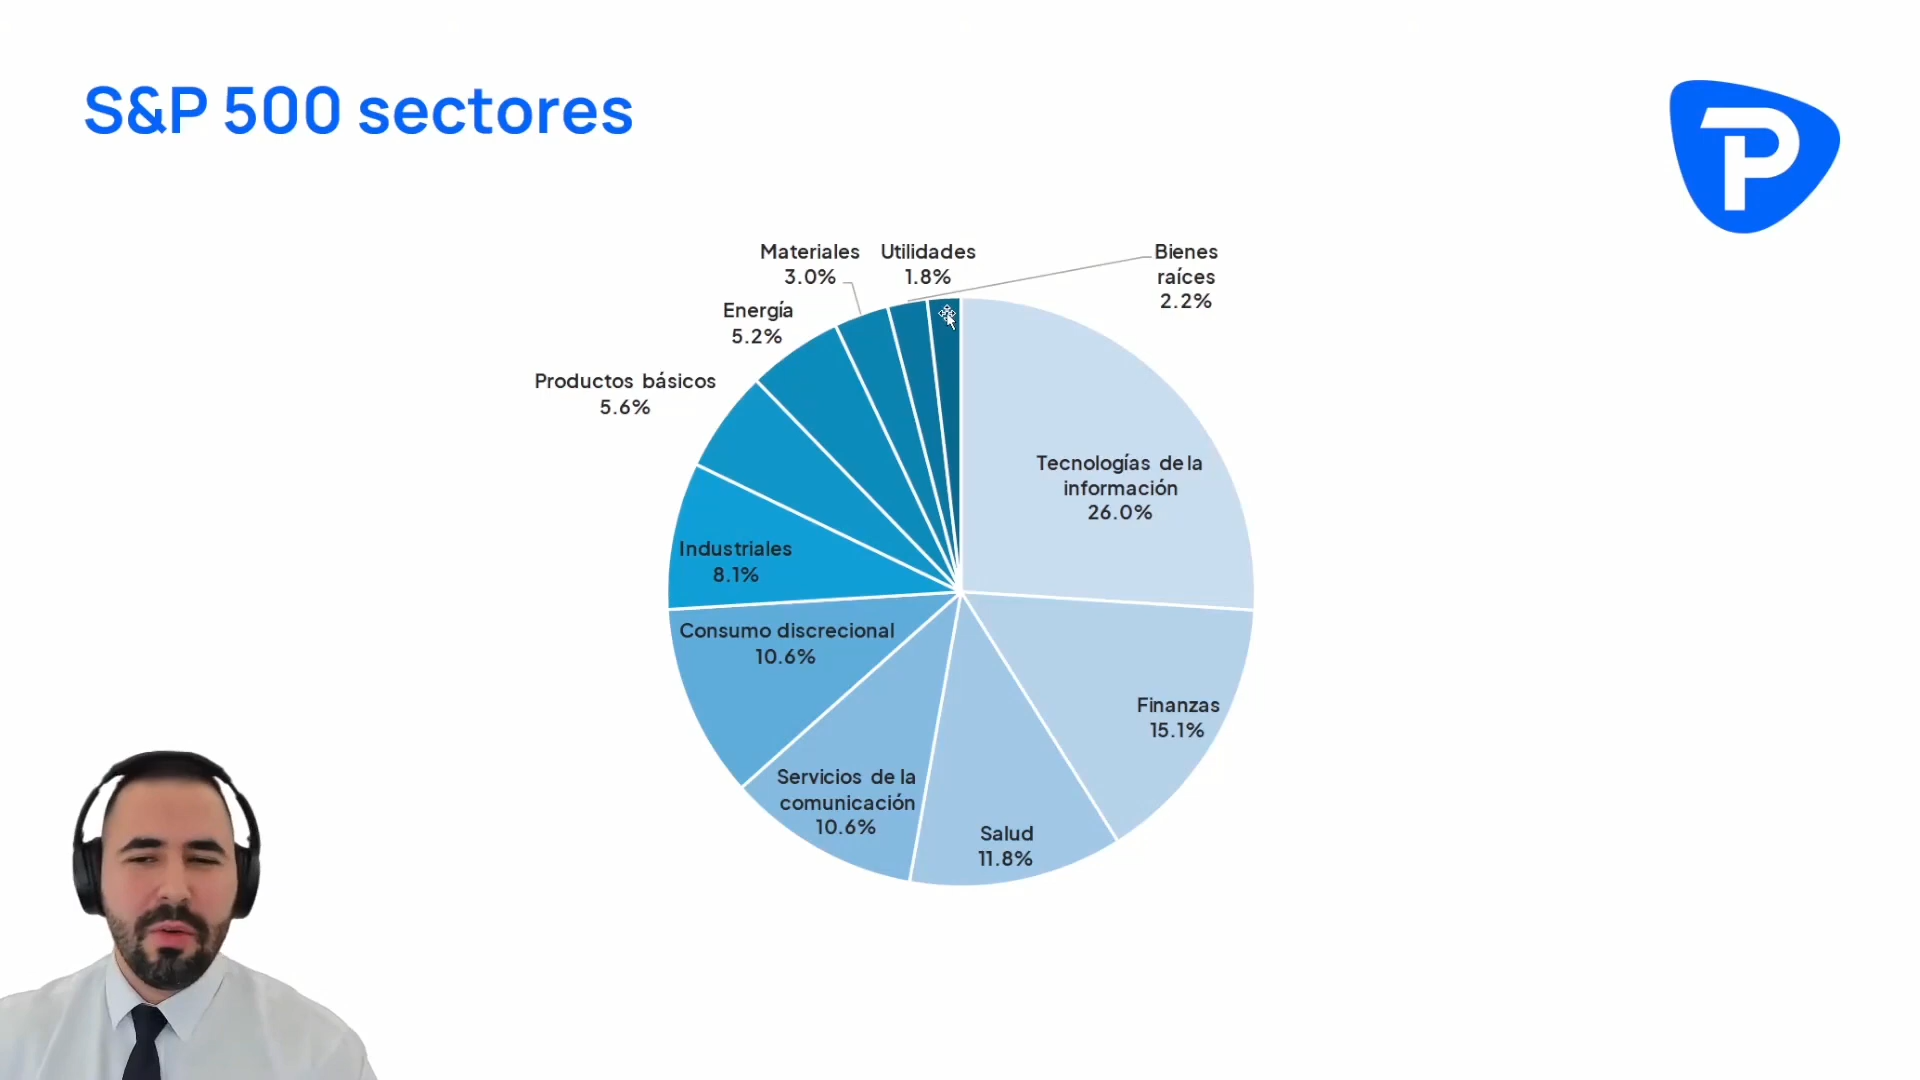 S&P 500 sectores
P
Materiales
3.0%
Utilidades
1.8%
Bienes
raíces
2.2%
Energía
5.2%
Productos básicos
5.6%
Tecnologías de la
información
26.0%
Industriales
8.1%
Consumo discrecional
10.6%
Finanzas
15.1%
Servicios de la
comunicación
10.6%
Salud
11.8%